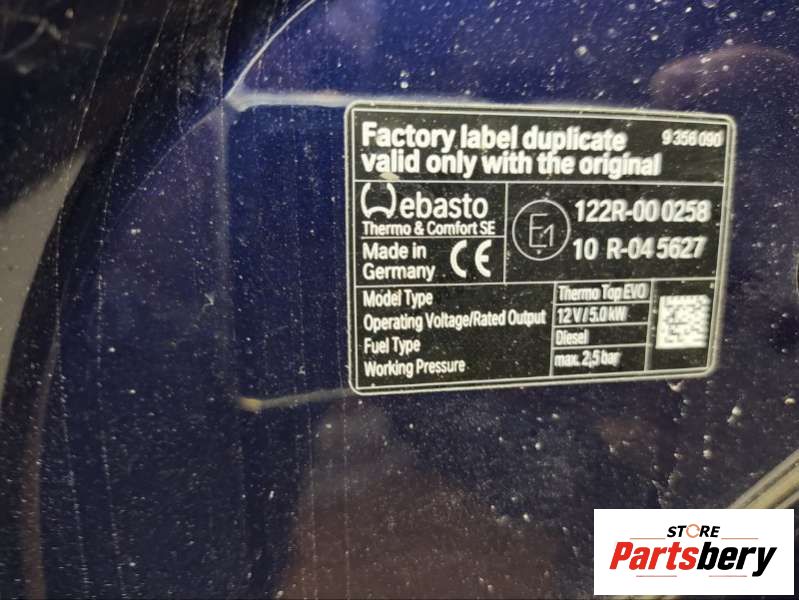 Factory label duplicate 9 356 090
valid only with the original
Webasto
Thermo & Comfort SE
Made in
Germany
CE
E1
122R-00 0258
10 R-04 5627
Model Type Thermo Top EVO
Operating Voltage/Rated Output 12 V / 5.0 kW
Fuel Type Diesel
Working Pressure max. 2,5 bar
STORE
Partsbery